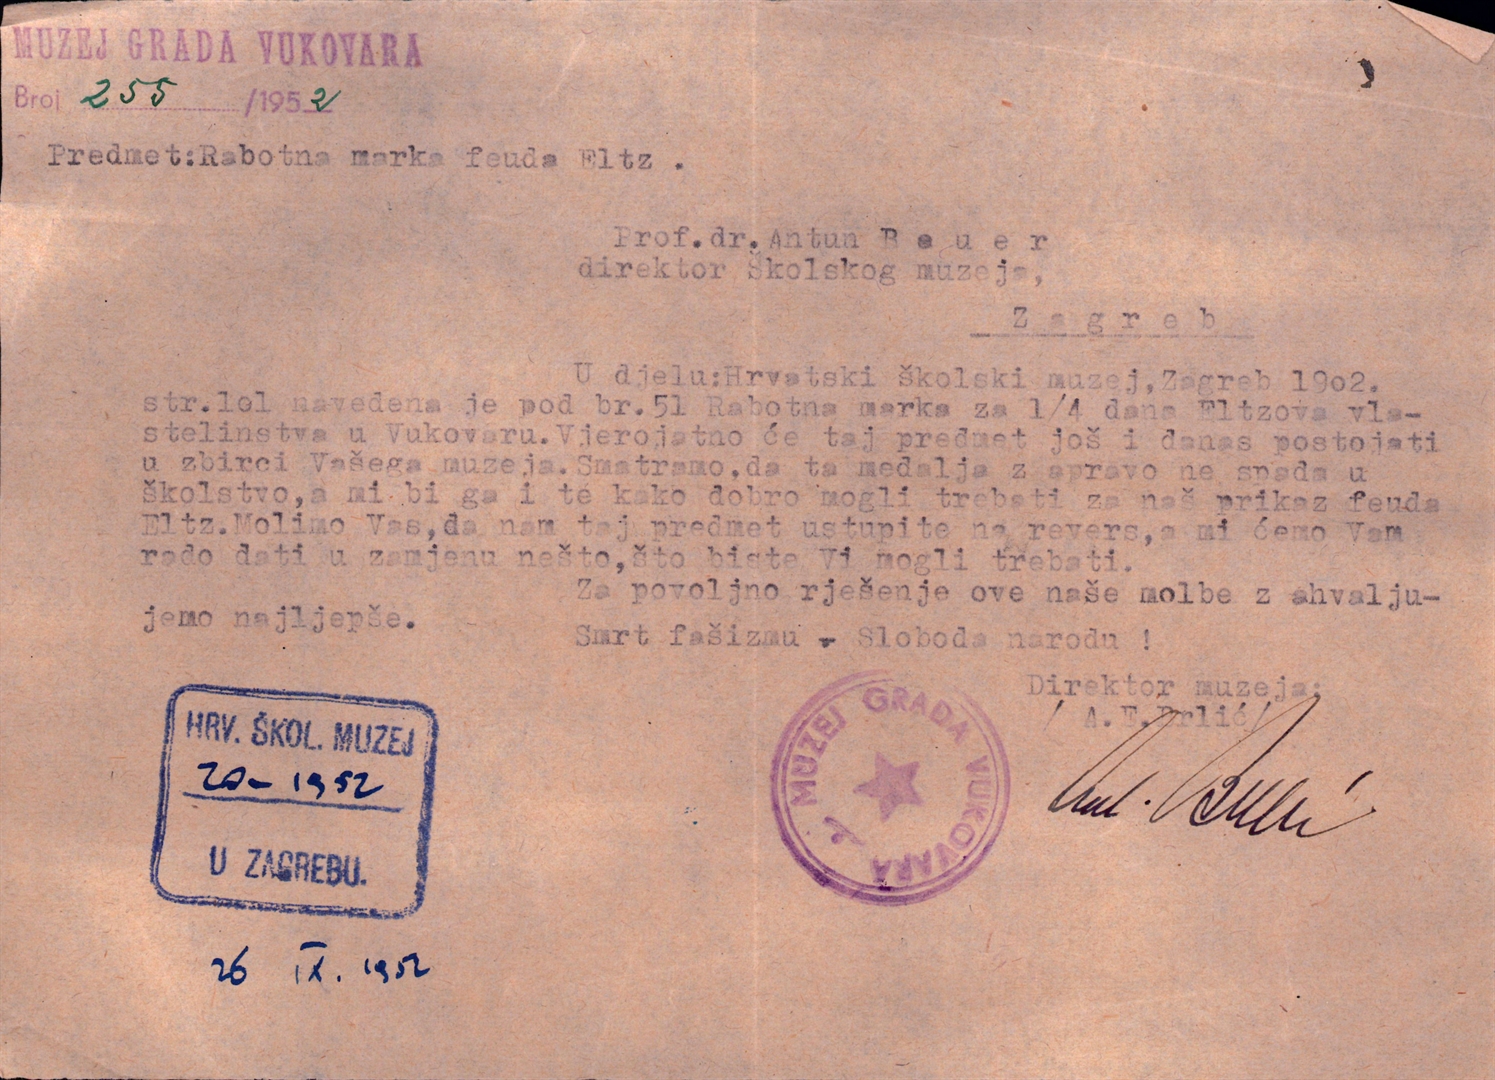 MUZEJ GRADA VUKOVARA
Broj 255 /1952
Predmet:Rabotna marka feuda Eltz .
Prof.dr.Antun B a u e r
direktor Školskog muzeja,
Z a g r e b
U djelu:Hrvatski školski muzej,Zagreb 19o2.
str.lol navedena je pod br.51 Rabotna marka za 1/4 dana Eltzova vla-
stelinstva u Vukovaru.Vjerojatno će taj predmet još i danas postojati
u zbirci Vašega muzeja.Smatramo,da ta medalja z apravo ne spada u
školstvo,a mi bi ga i te kako dobro mogli trebati za naš prikaz feuda
Eltz.Molimo Vas,da nam taj predmet ustupite na revers,a mi ćemo Vam
rado dati u zamjenu nešto,što biste Vi mogli trebati.
Za povoljno rješenje ove naše molbe z ahvalju-
jemo najljepše.
Smrt fašizmu - Sloboda narodu !
Direktor muzeja:
/ A.E.Brlić/
MUZEJ GRADA VUKOVARA
HRV. ŠKOL. MUZEJ
20- 1952
U ZAGREBU.
26 IX. 1952